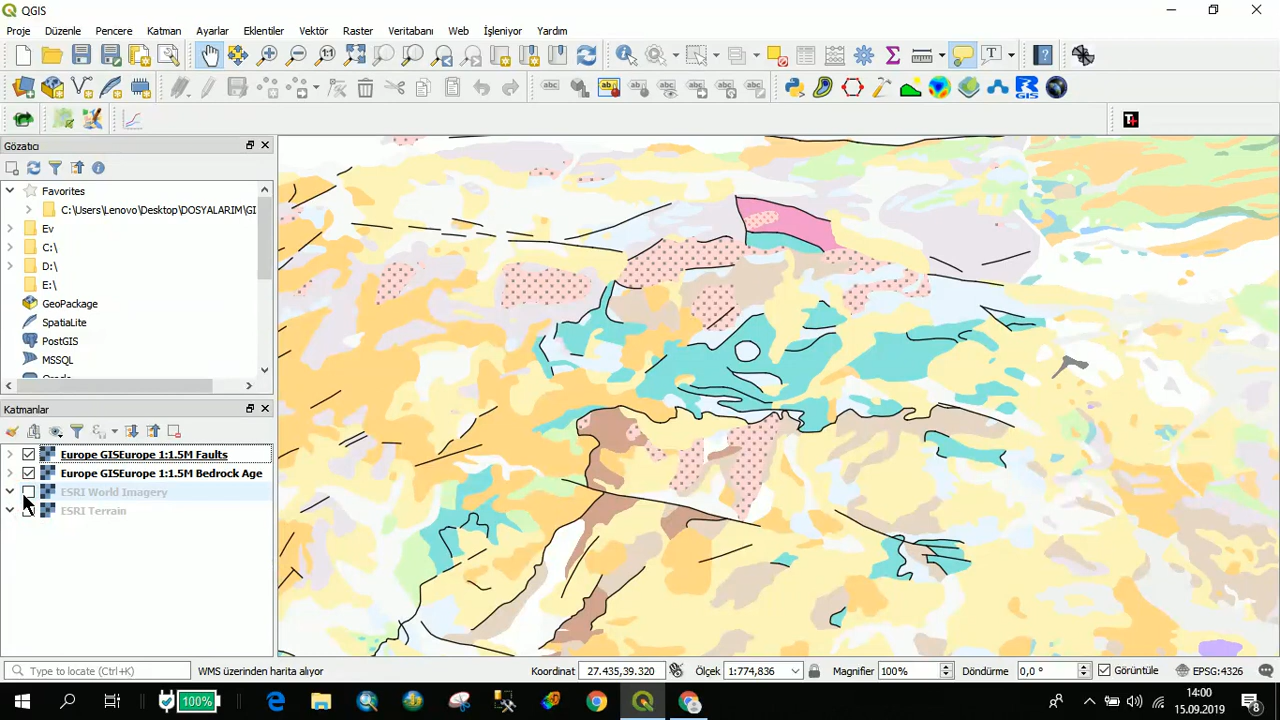 QGIS
Proje Düzenle Pencere Katman Ayarlar Eklentiler Vektör Raster Veritabanı Web İşleniyor Yardım
Gözatıcı
Favorites
C:\Users\Lenovo\Desktop\DOSYALARIM\GI
Ev
C:\
D:\
E:\
GeoPackage
SpatiaLite
PostGIS
MSSQL
Katmanlar
Europe GISEurope 1:1.5M Faults
Europe GISEurope 1:1.5M Bedrock Age
ESRI World Imagery
ESRI Terrain
Type to locate (Ctrl+K) WMS üzerinden harita alıyor Koordinat 27.435,39.320 Ölçek 1:774,836 Magnifier 100% Döndürme 0,0 ° Görüntüle EPSG:4326
100% 14:00
15.09.2019 8